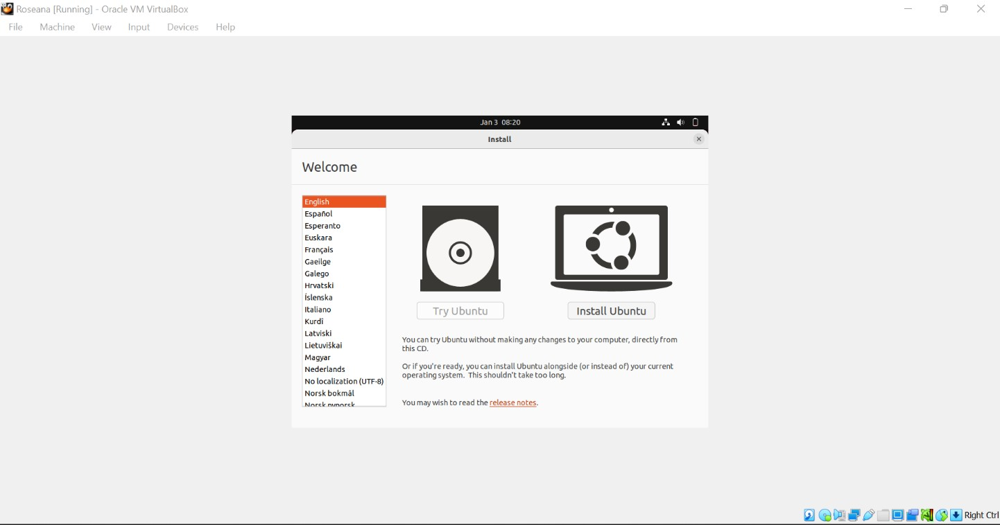 Roseana [Running] - Oracle VM VirtualBox
File Machine View Input Devices Help
Jan 3 08:20
Install
Welcome
English
Español
Esperanto
Euskara
Français
Gaeilge
Galego
Hrvatski
Íslenska
Italiano
Kurdî
Latviski
Lietuviškai
Magyar
Nederlands
No localization (UTF-8)
Norsk bokmål
Norsk nynorsk
Try Ubuntu
Install Ubuntu
You can try Ubuntu without making any changes to your computer, directly from
this CD.
Or if you're ready, you can install Ubuntu alongside (or instead of) your current
operating system. This shouldn't take too long.
You may wish to read the release notes.
Right Ctrl